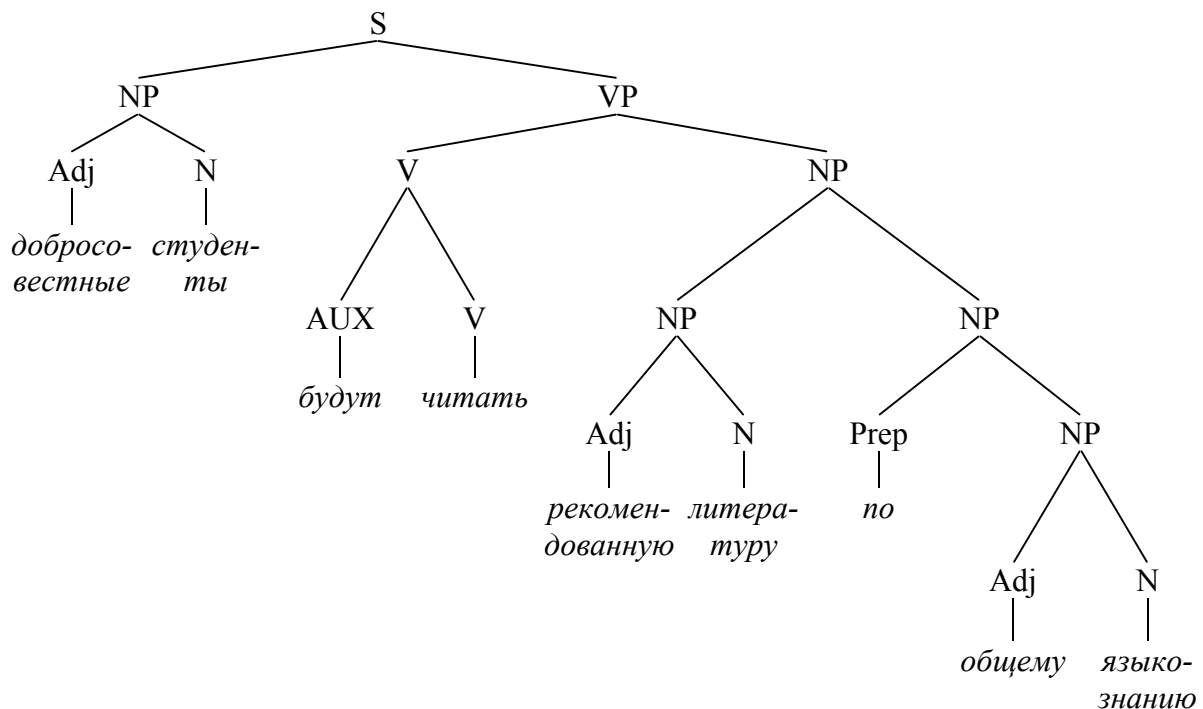 S
NP VP
Adj N V NP
добросо- студен-
вестные ты
AUX V NP NP
будут читать
Adj N Prep NP
рекомен- литера- по
дованную туру
Adj N
общему языко-
знанию